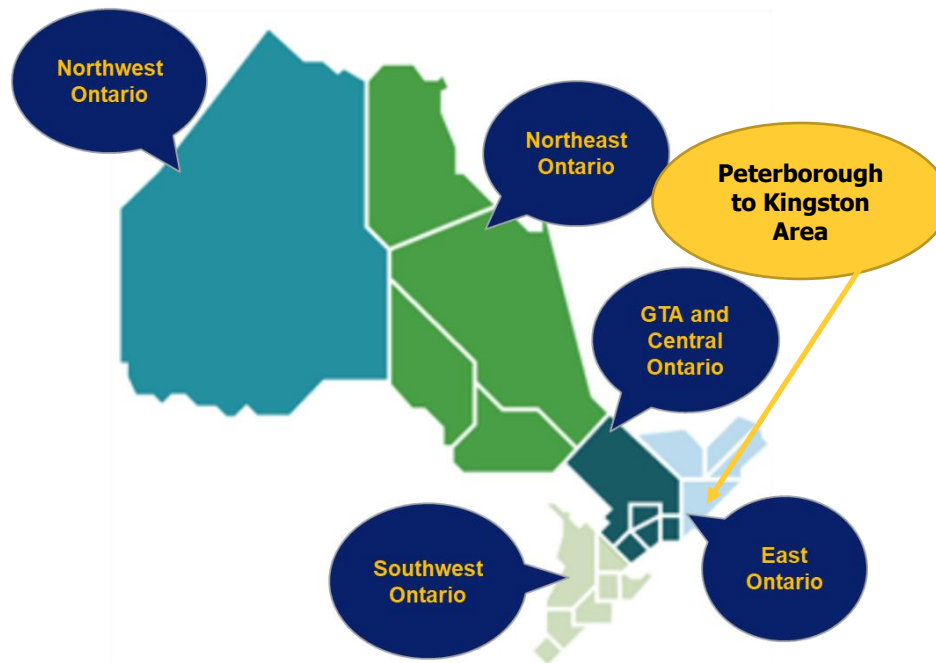 Northwest
Ontario
Northeast
Ontario
Peterborough
to Kingston
Area
GTA and
Central
Ontario
Southwest
Ontario
East
Ontario